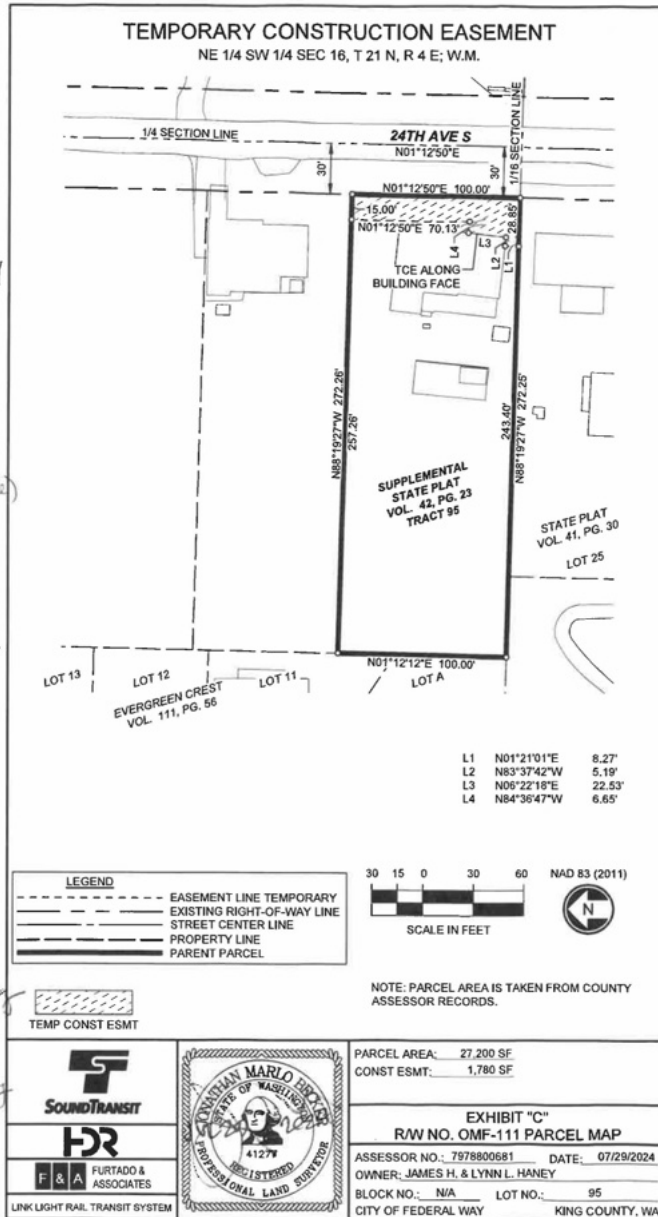 TEMPORARY CONSTRUCTION EASEMENT
NE 1/4 SW 1/4 SEC 16, T 21 N, R 4 E; W.M.
1/4 SECTION LINE
24TH AVE S
N01°12'50"E
1/16 SECTION LINE
30'
30'
N01°12'50"E 100.00'
15.00'
N01°12'50"E 70.13'
28.85'
L4
L3
L2
L1
TCE ALONG
BUILDING FACE
N88°19'27"W 272.26'
257.26'
243.40'
N88°19'27"W 272.25'
SUPPLEMENTAL
STATE PLAT
VOL. 42, PG. 23
TRACT 95
STATE PLAT
VOL. 41, PG. 30
LOT 25
N01°12'12"E 100.00'
LOT 13
LOT 12
LOT 11
LOT A
EVERGREEN CREST
VOL. 111, PG. 56
L1 N01°21'01"E 8.27'
L2 N83°37'42"W 5.19'
L3 N06°22'18"E 22.53'
L4 N84°36'47"W 6.65'
LEGEND
EASEMENT LINE TEMPORARY
EXISTING RIGHT-OF-WAY LINE
STREET CENTER LINE
PROPERTY LINE
PARENT PARCEL
30 15 0 30 60
SCALE IN FEET
NAD 83 (2011)
N
TEMP CONST ESMT
NOTE: PARCEL AREA IS TAKEN FROM COUNTY
ASSESSOR RECORDS.
SOUNDTRANSIT
HDR
F & A FURTADO &
ASSOCIATES
LINK LIGHT RAIL TRANSIT SYSTEM
JONATHAN MARLO BECKER
STATE OF WASHINGTON
41277
REGISTERED
PROFESSIONAL LAND SURVEYOR
PARCEL AREA: 27,200 SF
CONST ESMT: 1,780 SF
EXHIBIT "C"
R/W NO. OMF-111 PARCEL MAP
ASSESSOR NO.: 7978800681 DATE: 07/29/2024
OWNER: JAMES H. & LYNN L. HANEY
BLOCK NO.: N/A LOT NO.: 95
CITY OF FEDERAL WAY KING COUNTY, WA